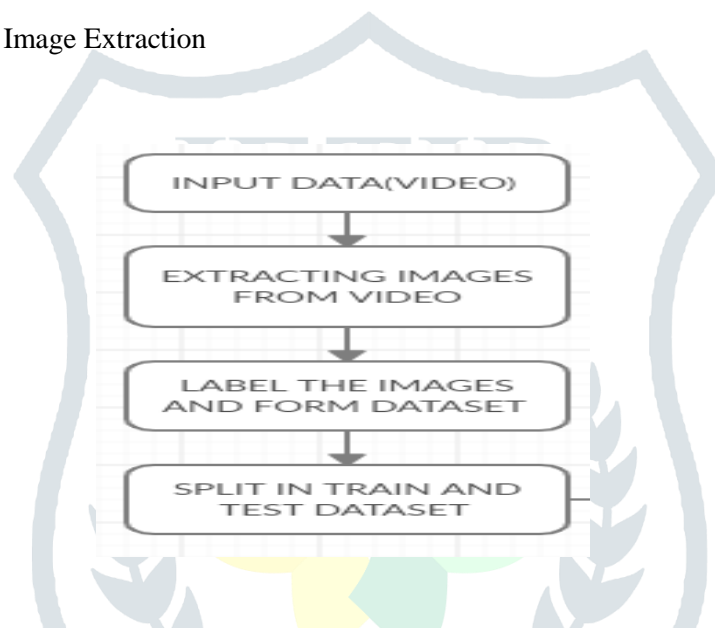 Image Extraction
INPUT DATA(VIDEO)
EXTRACTING IMAGES
FROM VIDEO
LABEL THE IMAGES
AND FORM DATASET
SPLIT IN TRAIN AND
TEST DATASET